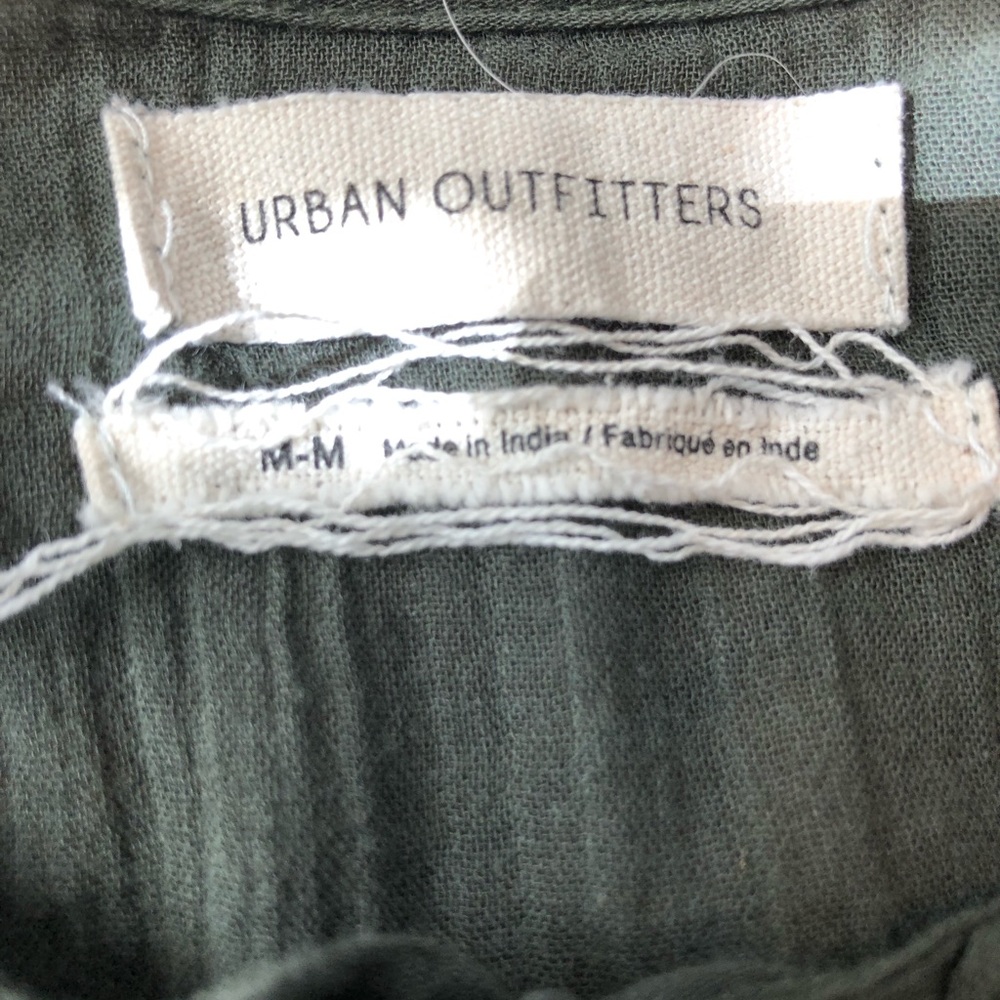 URBAN OUTFITTERS
M-M Made in India / Fabriqué en Inde